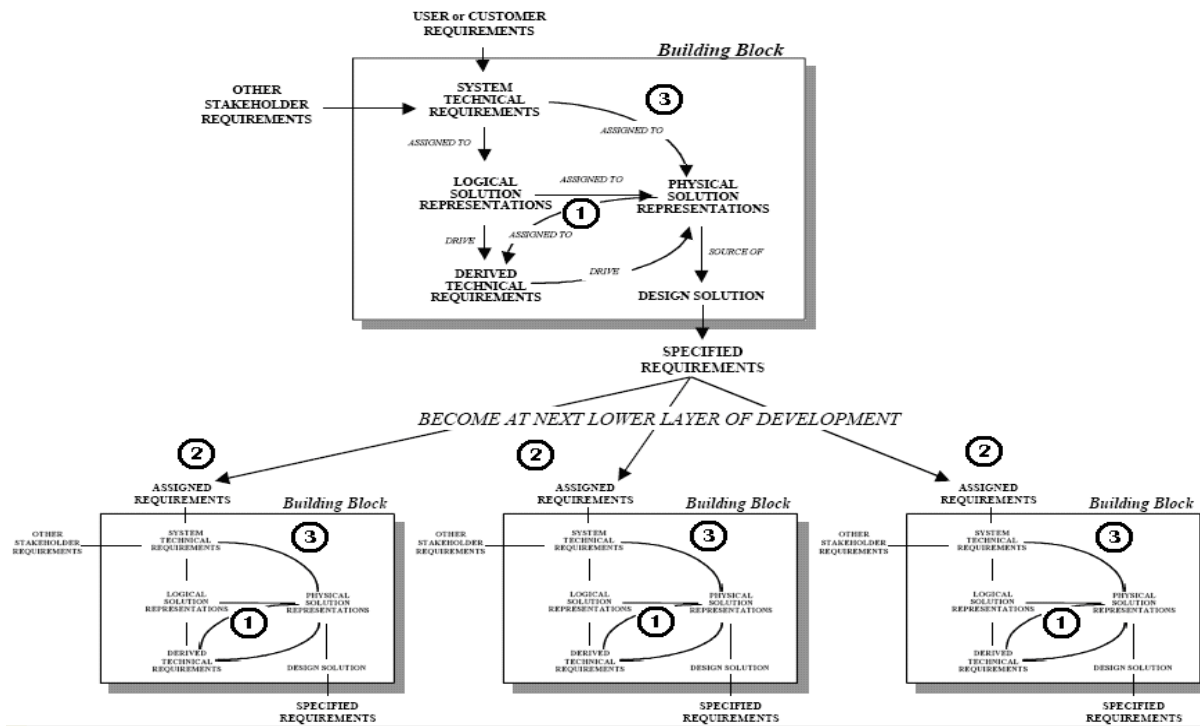 USER or CUSTOMER
REQUIREMENTS
Building Block
OTHER
STAKEHOLDER
REQUIREMENTS
SYSTEM
TECHNICAL
REQUIREMENTS
3
ASSIGNED TO
ASSIGNED TO
LOGICAL
SOLUTION
REPRESENTATIONS
ASSIGNED TO
PHYSICAL
SOLUTION
REPRESENTATIONS
1
ASSIGNED TO
DRIVE
SOURCE OF
DERIVED
TECHNICAL
REQUIREMENTS
DRIVE
DESIGN SOLUTION
SPECIFIED
REQUIREMENTS
BECOME AT NEXT LOWER LAYER OF DEVELOPMENT
2
ASSIGNED
REQUIREMENTS
Building Block
OTHER
STAKEHOLDER
REQUIREMENTS
SYSTEM
TECHNICAL
REQUIREMENTS
3
LOGICAL
SOLUTION
REPRESENTATIONS
PHYSICAL
SOLUTION
REPRESENTATIONS
1
DERIVED
TECHNICAL
REQUIREMENTS
DESIGN SOLUTION
SPECIFIED
REQUIREMENTS
2
ASSIGNED
REQUIREMENTS
Building Block
OTHER
STAKEHOLDER
REQUIREMENTS
SYSTEM
TECHNICAL
REQUIREMENTS
3
LOGICAL
SOLUTION
REPRESENTATIONS
PHYSICAL
SOLUTION
REPRESENTATIONS
1
DERIVED
TECHNICAL
REQUIREMENTS
DESIGN SOLUTION
SPECIFIED
REQUIREMENTS
2
ASSIGNED
REQUIREMENTS
Building Block
OTHER
STAKEHOLDER
REQUIREMENTS
SYSTEM
TECHNICAL
REQUIREMENTS
3
LOGICAL
SOLUTION
REPRESENTATIONS
PHYSICAL
SOLUTION
REPRESENTATIONS
1
DERIVED
TECHNICAL
REQUIREMENTS
DESIGN SOLUTION
SPECIFIED
REQUIREMENTS